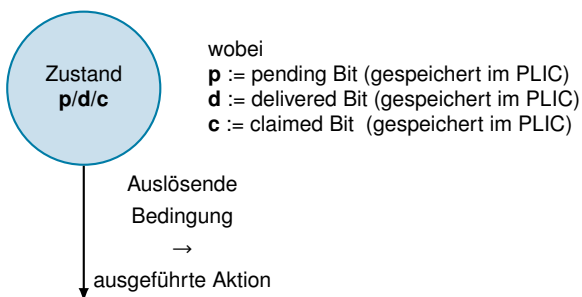 Zustand
p/d/c
wobei
p := pending Bit (gespeichert im PLIC)
d := delivered Bit (gespeichert im PLIC)
c := claimed Bit (gespeichert im PLIC)
Auslösende
Bedingung
→
ausgeführte Aktion